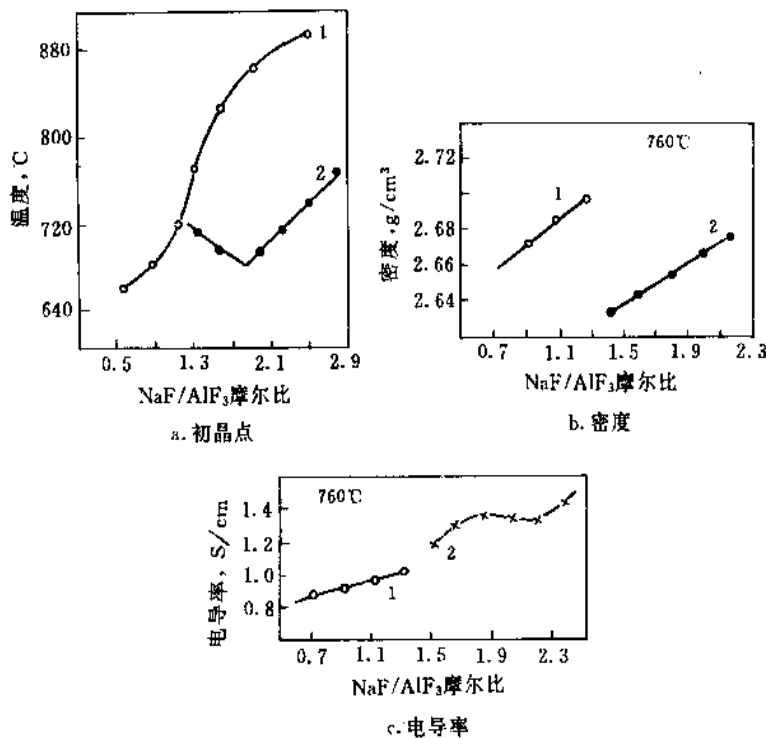 880
800
720
640
温度, ℃
1
2
0.5 1.3 2.1 2.9
NaF/AlF₃摩尔比
a. 初晶点
760℃
2.72
2.68
2.66
2.64
密度, g/cm³
1
2
0.7 1.1 1.5 1.9 2.3
NaF/AlF₃摩尔比
b. 密度
760℃
1.4
1.2
1.0
0.8
电导率, S/cm
1
2
0.7 1.1 1.5 1.9 2.3
NaF/AlF₃摩尔比
c. 电导率